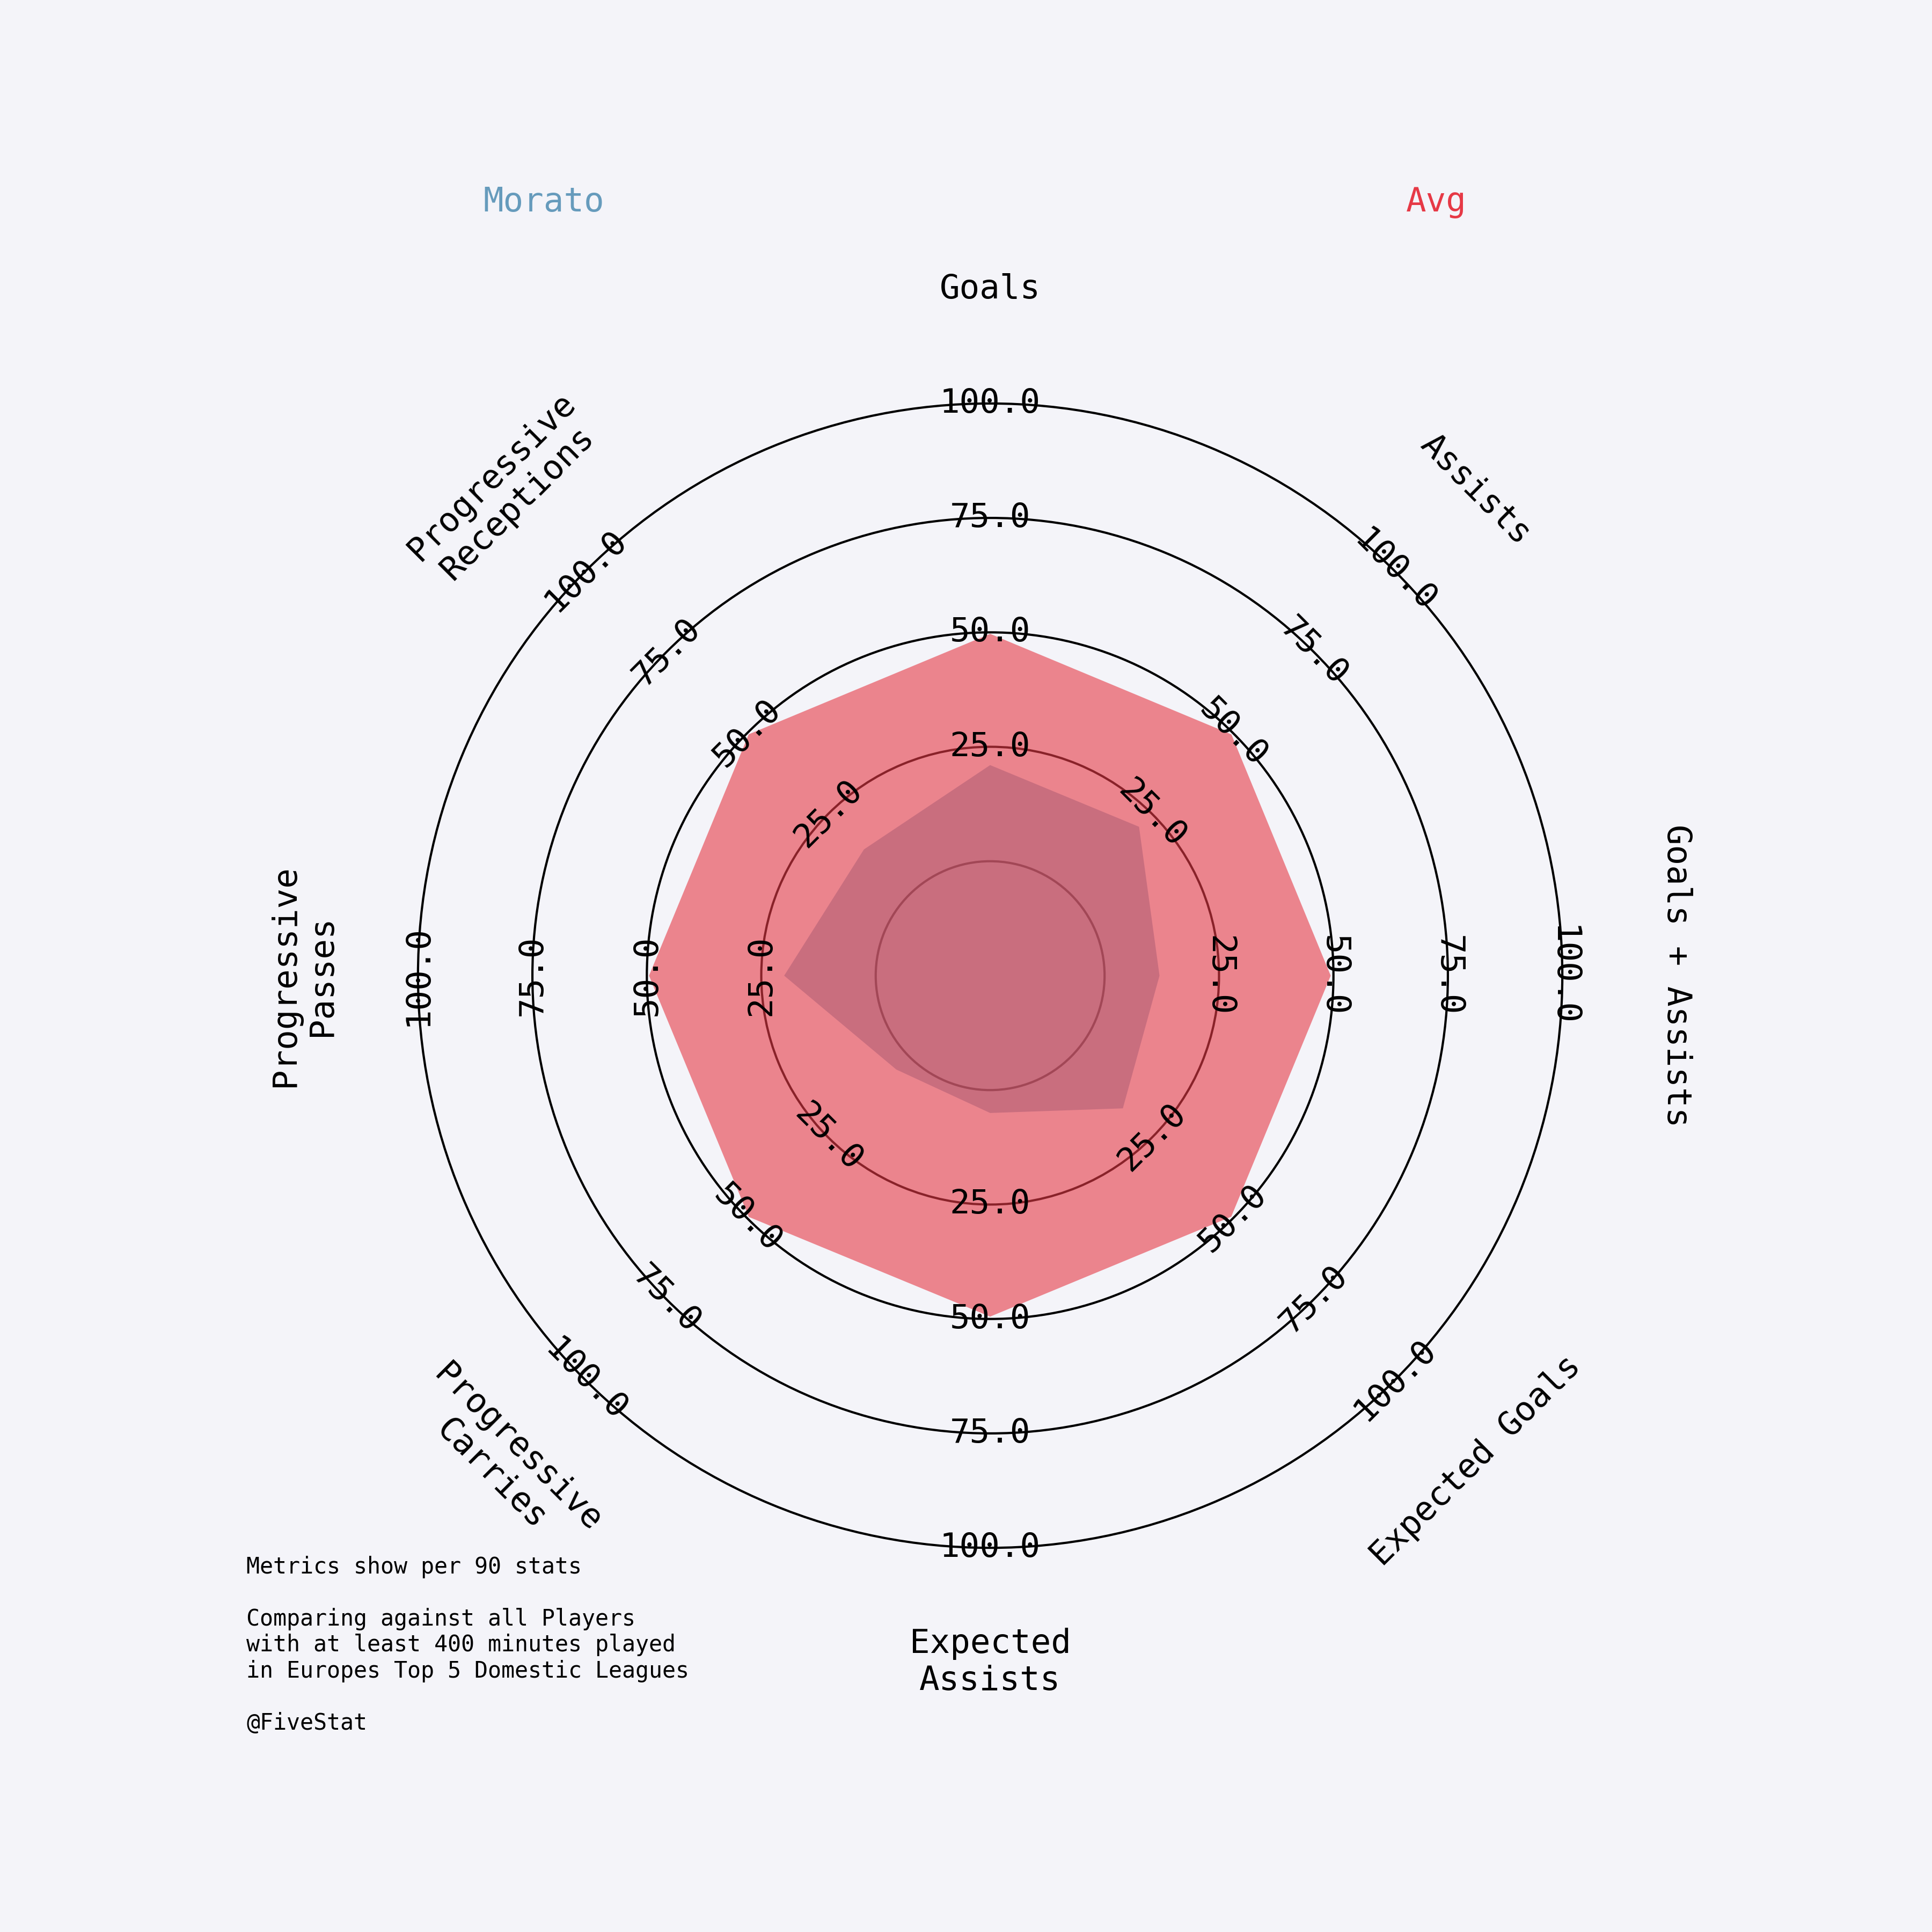 Morato
Avg
Goals
Assists
Goals + Assists
Expected Goals
Expected
Assists
Progressive
Carries
Progressive
Passes
Progressive
Receptions
25.0
50.0
75.0
100.0
25.0
50.0
75.0
100.0
25.0
50.0
75.0
100.0
25.0
50.0
75.0
100.0
25.0
50.0
75.0
100.0
25.0
50.0
75.0
100.0
25.0
50.0
75.0
100.0
25.0
50.0
75.0
100.0
Metrics show per 90 stats
Comparing against all Players
with at least 400 minutes played
in Europes Top 5 Domestic Leagues
@FiveStat